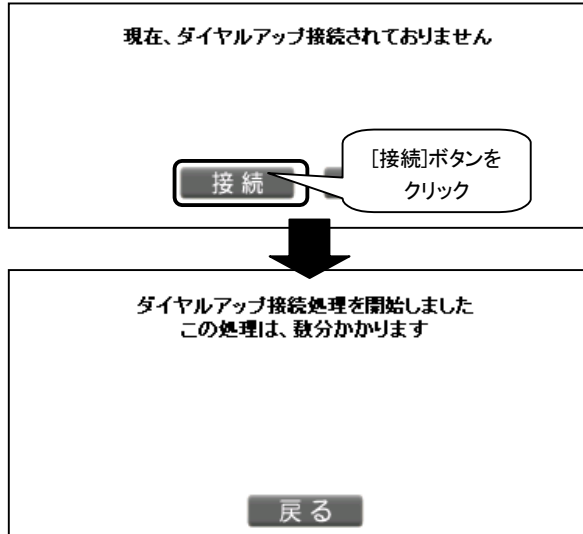 現在、ダイヤルアップ接続されておりません
[接続]ボタンを
クリック
接続
ダイヤルアップ接続処理を開始しました
この処理は、数分かかります
戻る